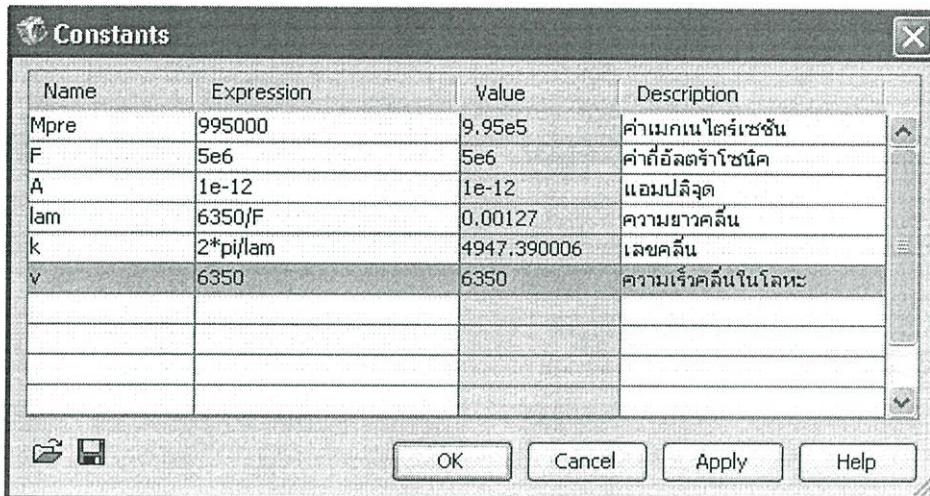 Constants
Name Expression Value Description
Mpre 995000 9.95e5 ค่าเมกเนไตร์เซชัน
F 5e6 5e6 ค่าถี่อัลตร้าโซนิค
A 1e-12 1e-12 แอมปลิจุด
lam 6350/F 0.00127 ความยาวคลื่น
k 2*pi/lam 4947.390006 เลขคลื่น
v 6350 6350 ความเร็วคลื่นในโลหะ
OK Cancel Apply Help